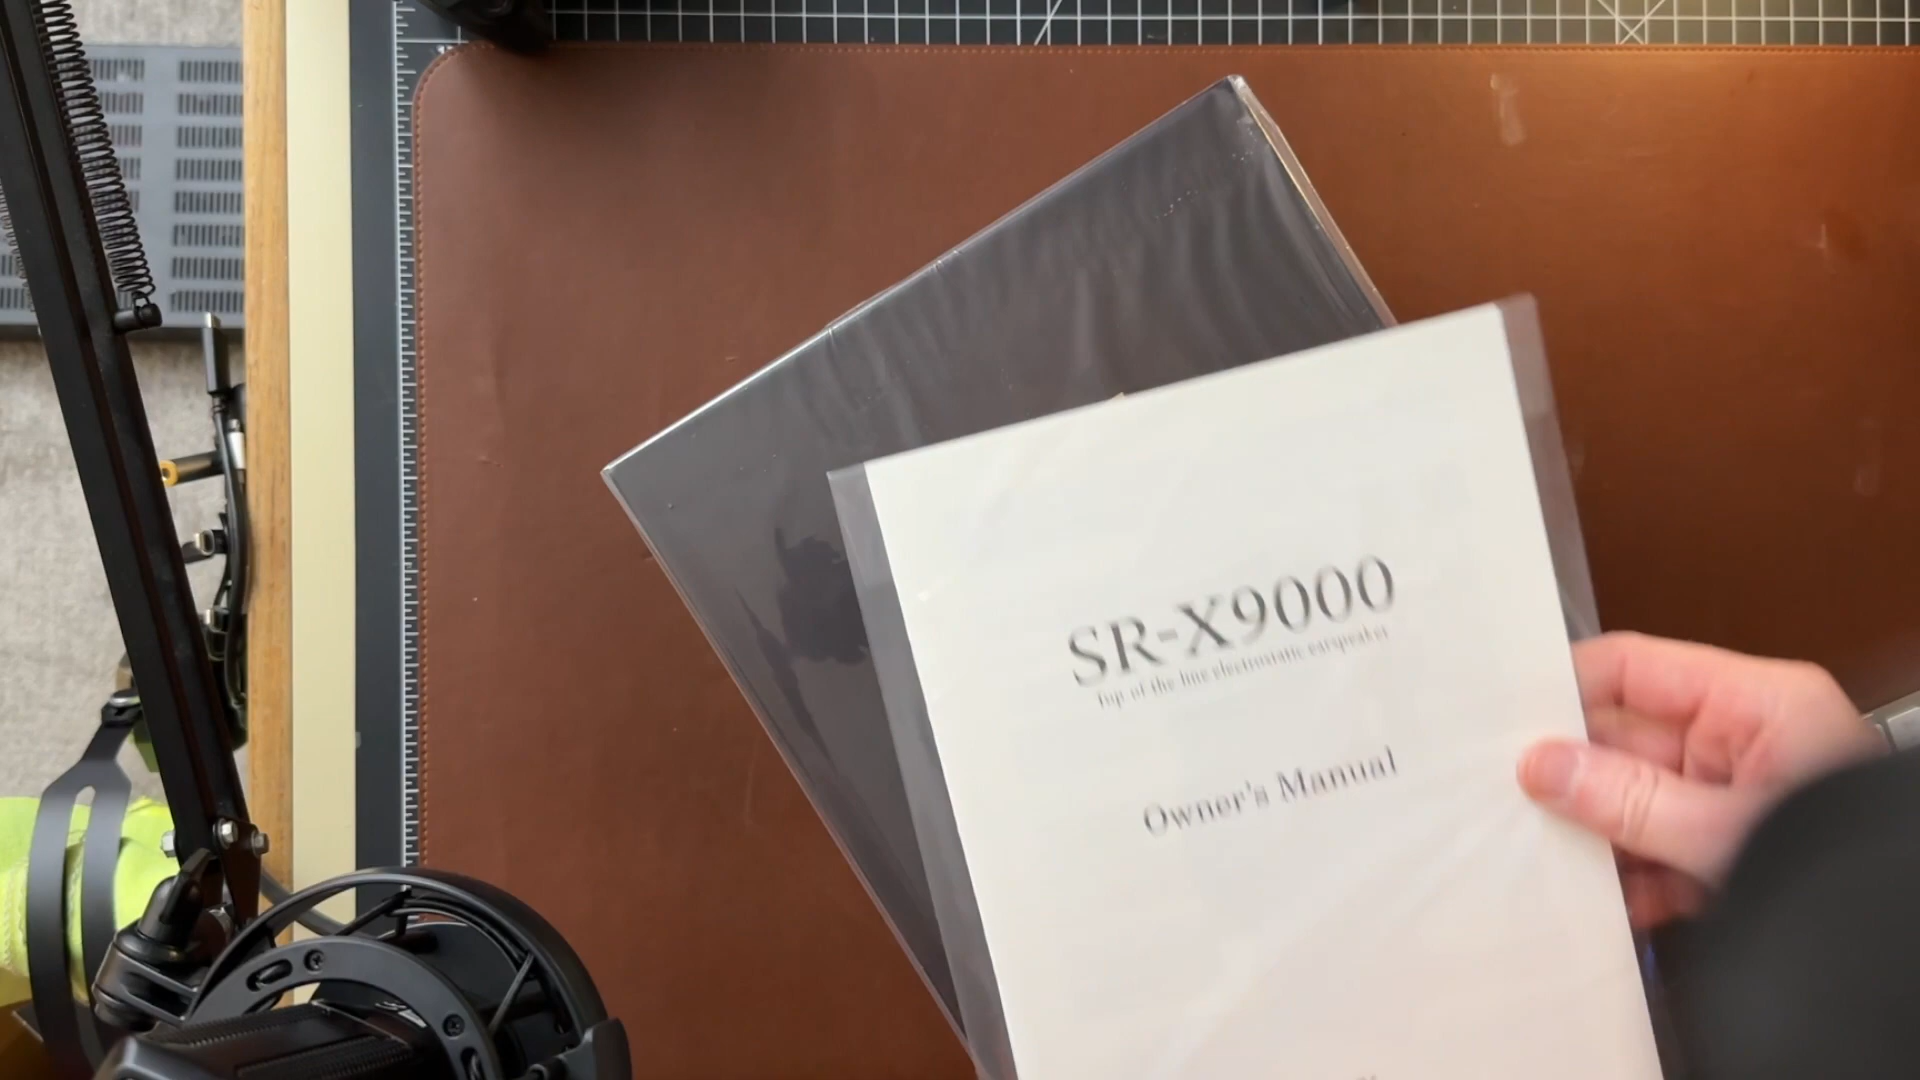 SR-X9000
Top of the line electrostatic earspeaker
Owner's Manual